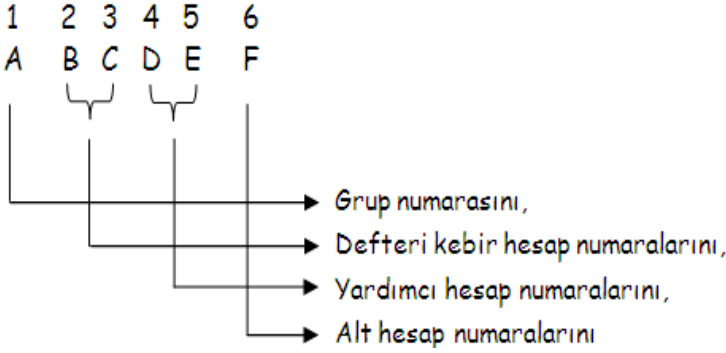 1 2 3 4 5 6
A B C D E F
Grup numarasını,
Defteri kebir hesap numaralarını,
Yardımcı hesap numaralarını,
Alt hesap numaralarını